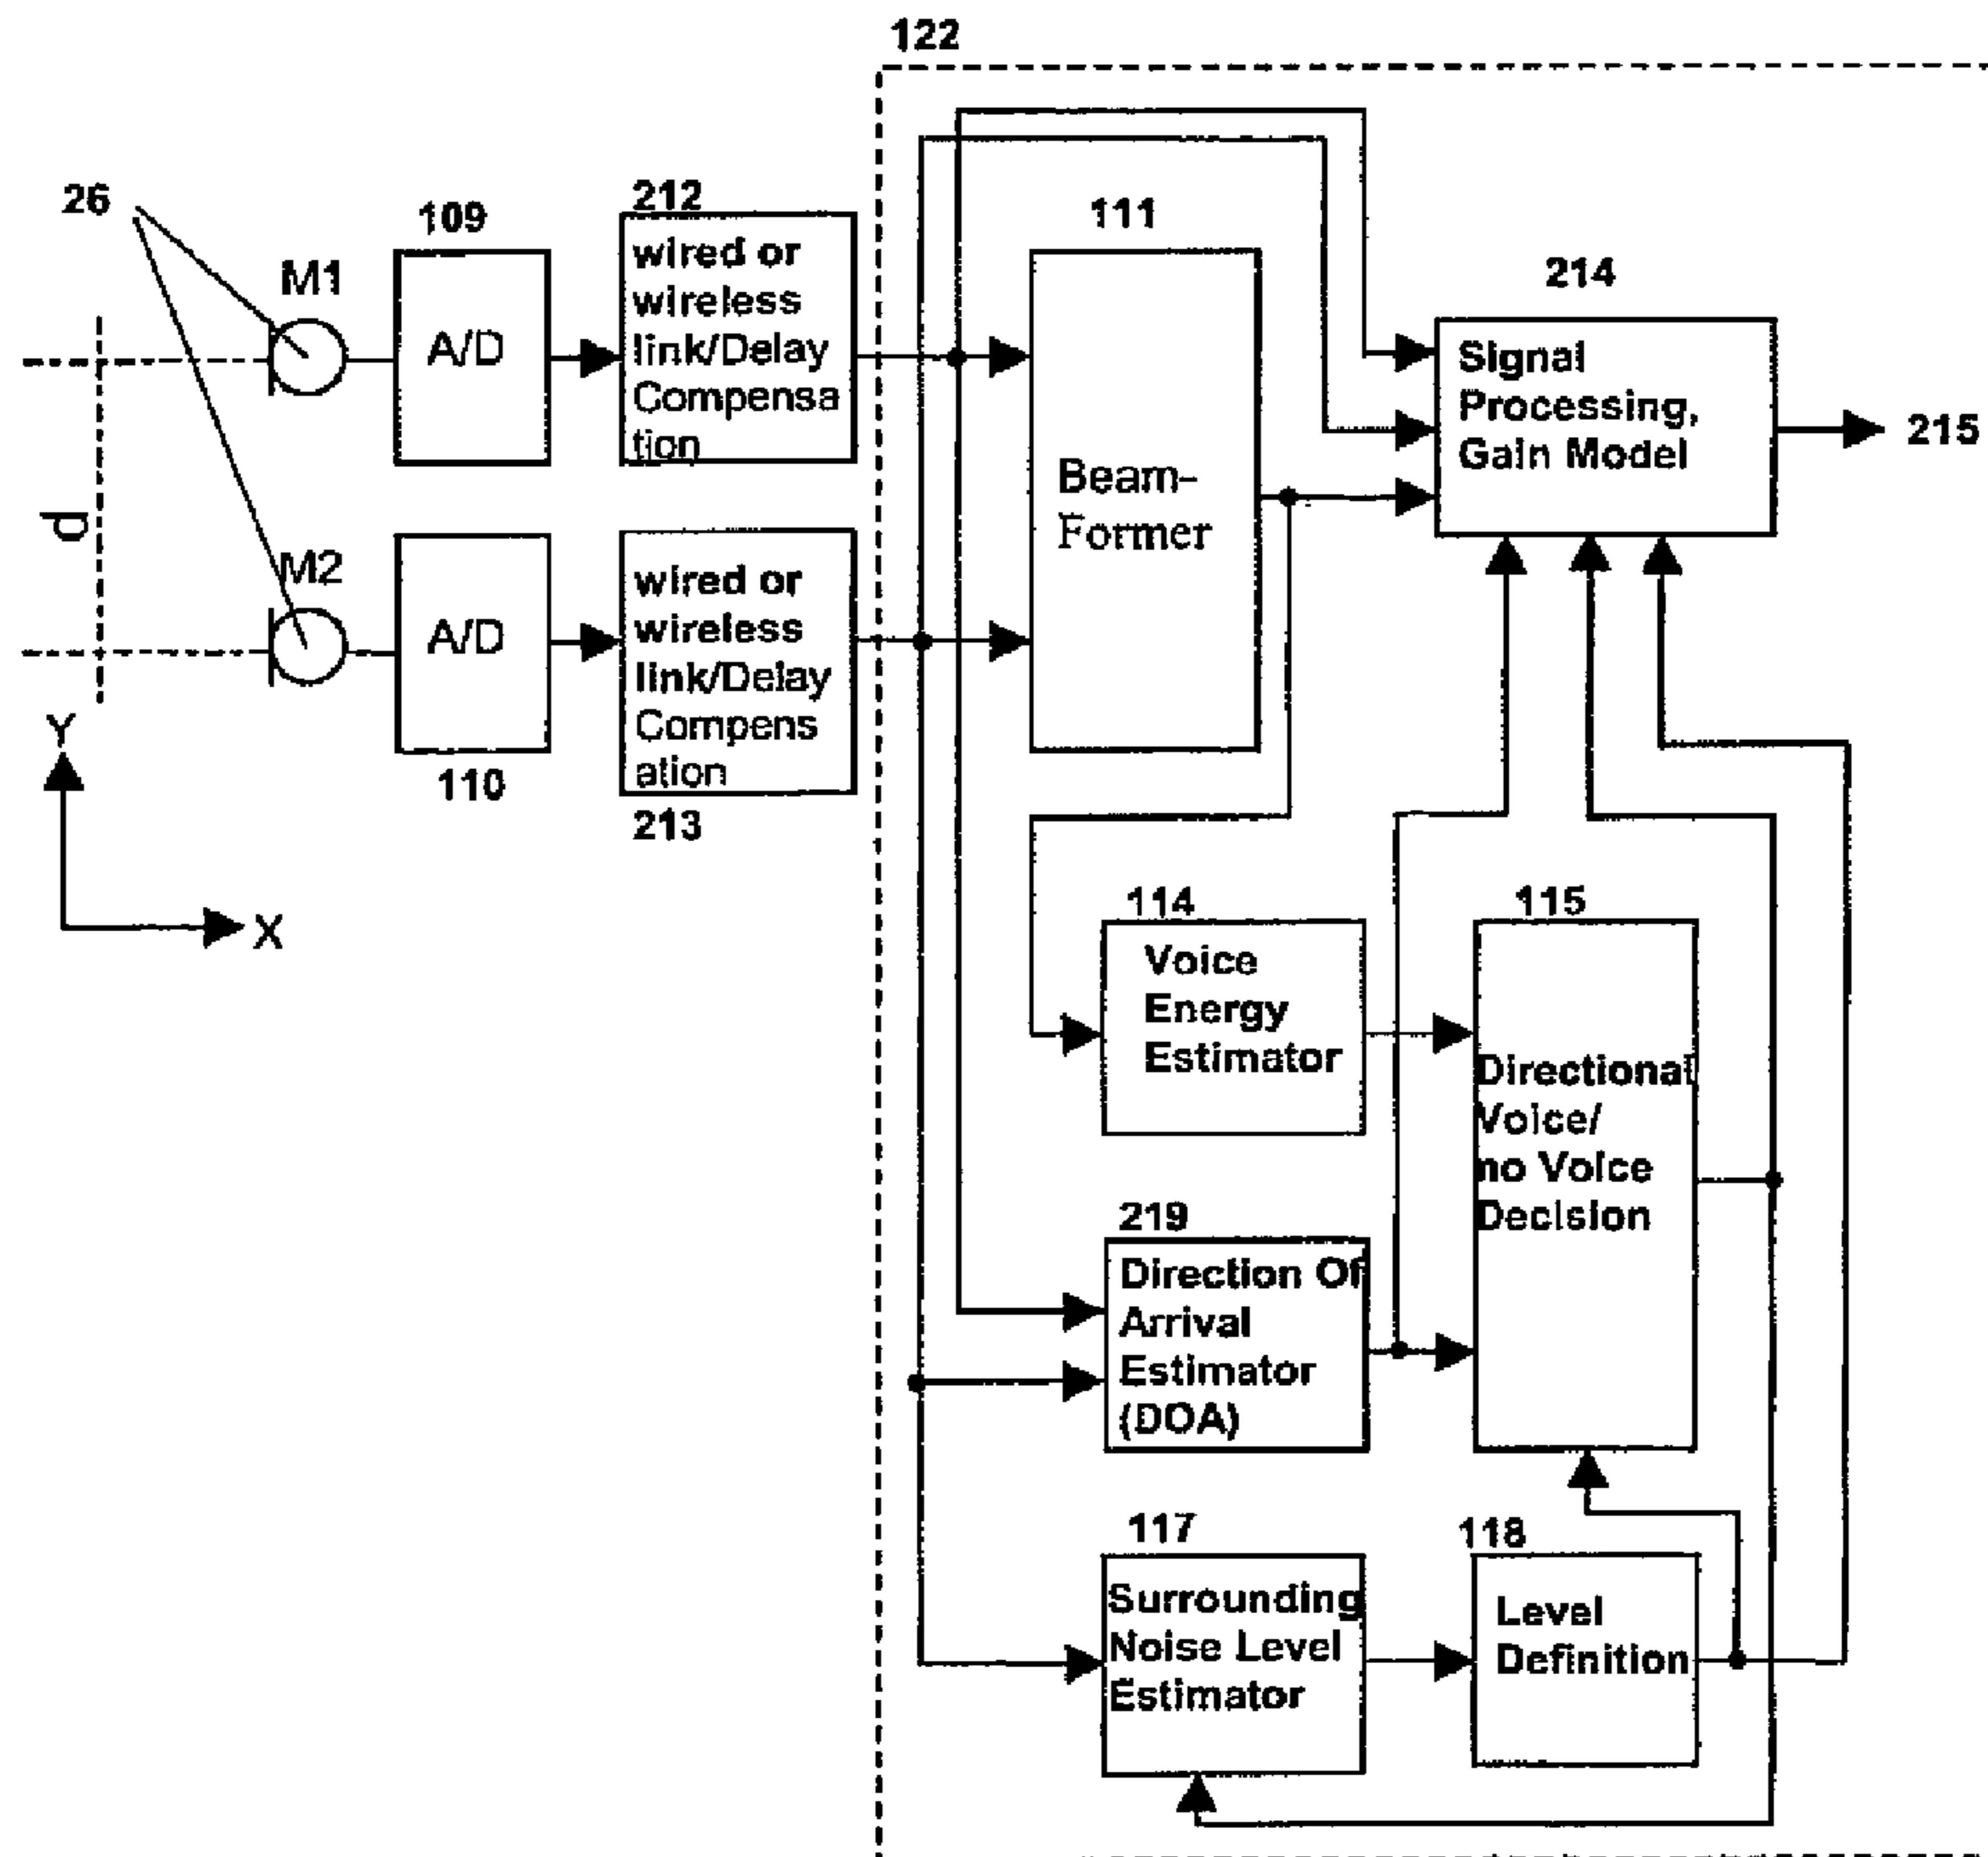 122
26
M1
109
A/D
212
wired or
wireless
link/Delay
Compensa
tion
111
Beam-
Former
214
Signal
Processing,
Gain Model
215
d
M2
A/D
110
wired or
wireless
link/Delay
Compens
ation
213
Y
X
114
Voice
Energy
Estimator
115
Directional
Voice/
no Voice
Decision
219
Direction Of
Arrival
Estimator
(DOA)
117
Surrounding
Noise Level
Estimator
118
Level
Definition